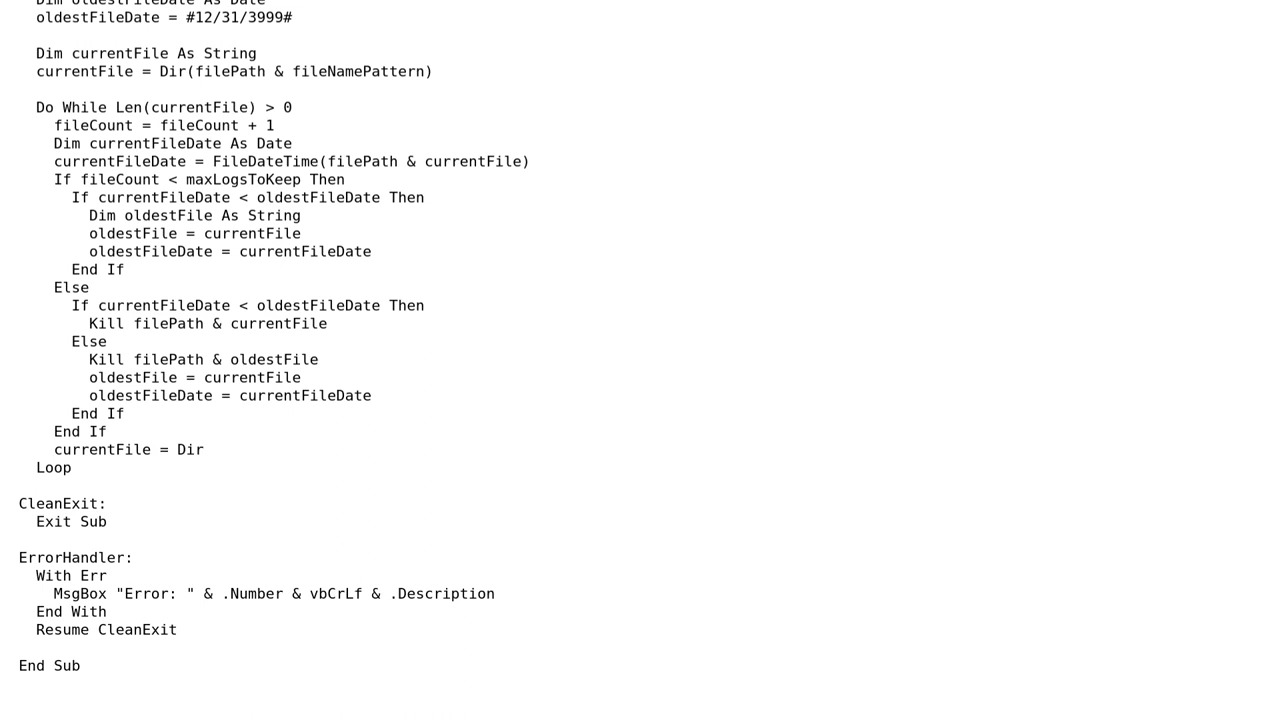 Dim oldestFileDate As Date
oldestFileDate = #12/31/3999#
Dim currentFile As String
currentFile = Dir(filePath & fileNamePattern)
Do While Len(currentFile) > 0
fileCount = fileCount + 1
Dim currentFileDate As Date
currentFileDate = FileDateTime(filePath & currentFile)
If fileCount < maxLogsToKeep Then
If currentFileDate < oldestFileDate Then
Dim oldestFile As String
oldestFile = currentFile
oldestFileDate = currentFileDate
End If
Else
If currentFileDate < oldestFileDate Then
Kill filePath & currentFile
Else
Kill filePath & oldestFile
oldestFile = currentFile
oldestFileDate = currentFileDate
End If
End If
currentFile = Dir
Loop
CleanExit:
Exit Sub
ErrorHandler:
With Err
MsgBox "Error: " & .Number & vbCrLf & .Description
End With
Resume CleanExit
End Sub